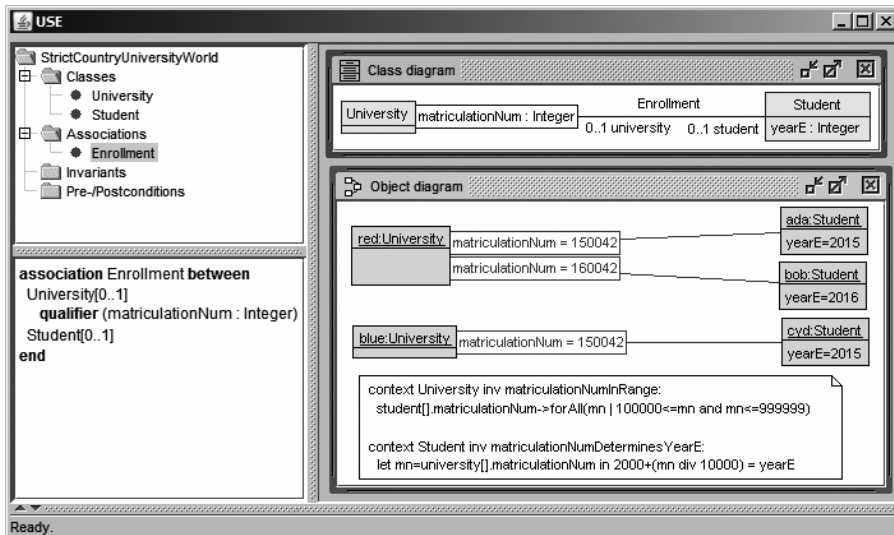 USE
StrictCountryUniversityWorld
Classes
University
Student
Associations
Enrollment
Invariants
Pre-/Postconditions
association Enrollment between
University[0..1]
qualifier (matriculationNum : Integer)
Student[0..1]
end
Class diagram
University
matriculationNum : Integer
Enrollment
0..1 university
0..1 student
Student
yearE : Integer
Object diagram
red:University
matriculationNum = 150042
matriculationNum = 160042
ada:Student
yearE=2015
bob:Student
yearE=2016
blue:University
matriculationNum = 150042
cyd:Student
yearE=2015
context University inv matriculationNumInRange:
student[].matriculationNum->forAll(mn | 100000<=mn and mn<=999999)
context Student inv matriculationNumDeterminesYearE:
let mn=university[].matriculationNum in 2000+(mn div 10000) = yearE
Ready.